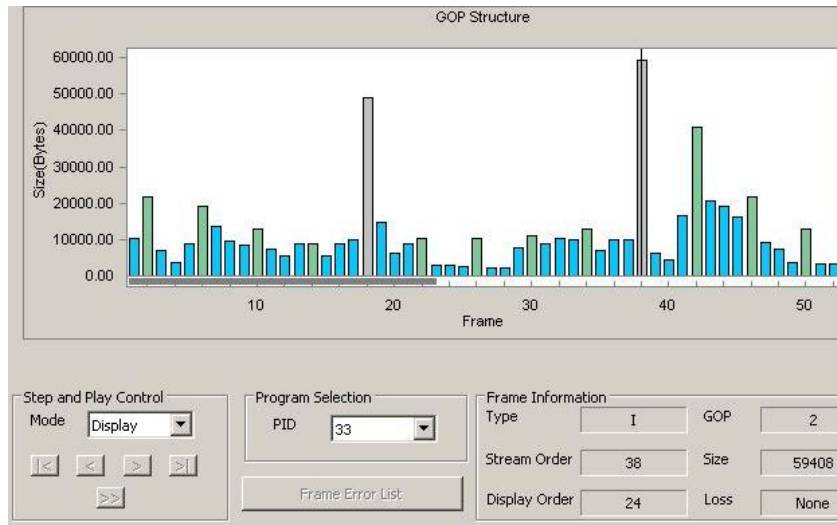 GOP Structure
60000.00
50000.00
40000.00
30000.00
20000.00
10000.00
0.00
Size(Bytes)
10 20 30 40 50
Frame
Step and Play Control
Mode Display
|< < > >|
>>
Program Selection
PID 33
Frame Error List
Frame Information
Type I GOP 2
Stream Order 38 Size 59408
Display Order 24 Loss None